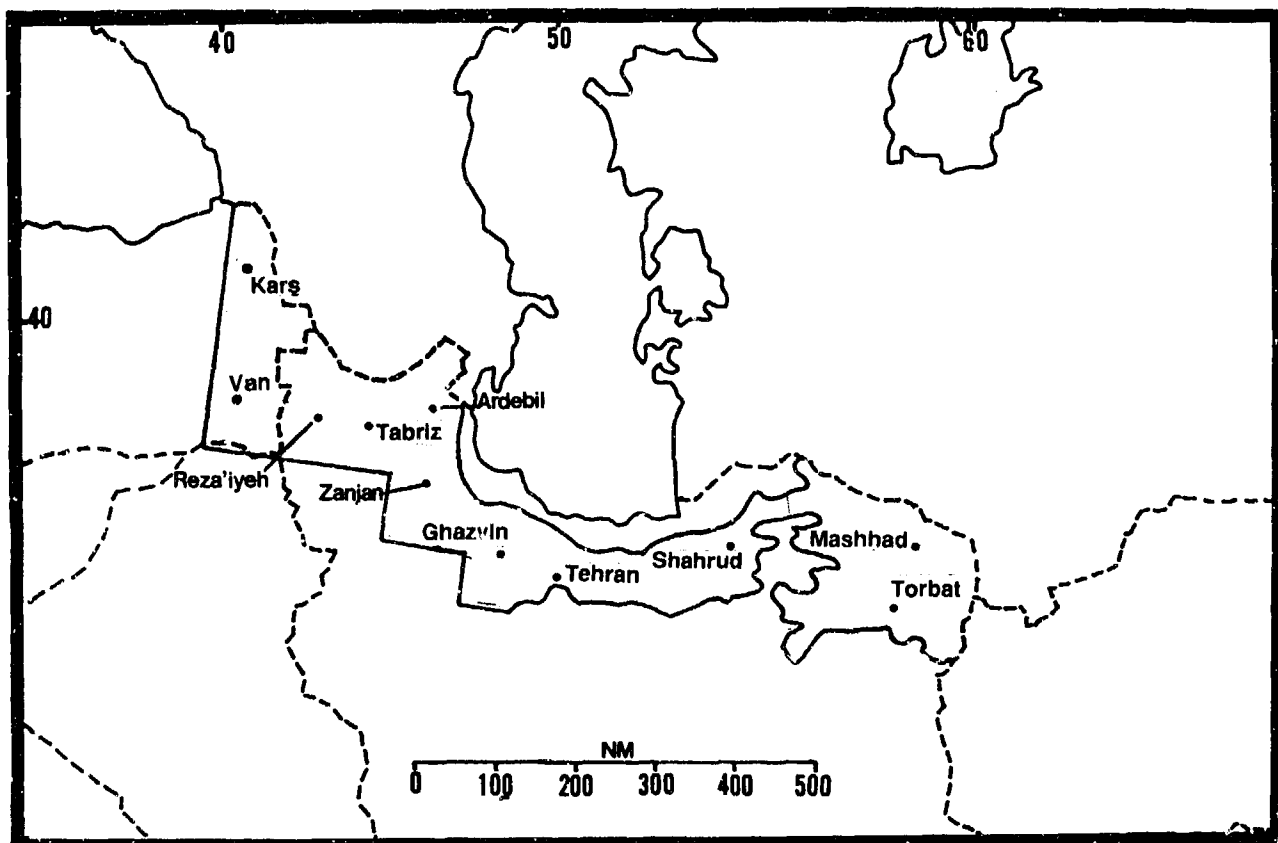 40
50
60
Kars
40
Van
Ardebil
Tabriz
Reza'iyeh
Zanjan
Ghazvin
Mashhad
Shahrud
Tehran
Torbat
NM
0 100 200 300 400 500